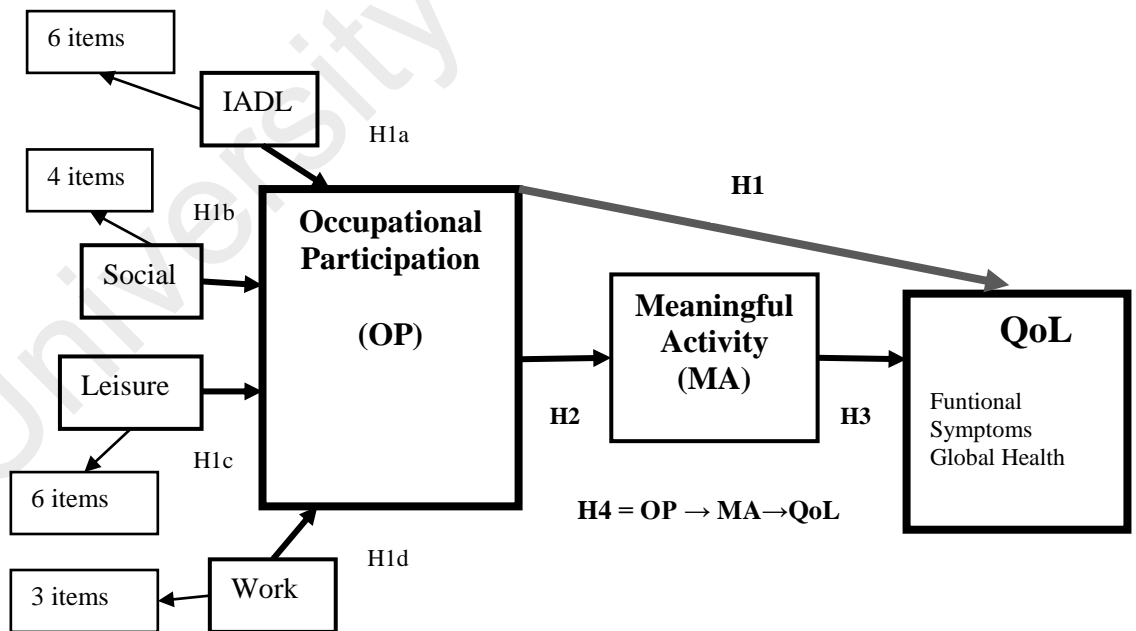 6 items
IADL
H1a
4 items
H1b
Social
Leisure
H1c
6 items
H1d
3 items
Work
Occupational
Participation
(OP)
H1
H2
Meaningful
Activity
(MA)
H3
QoL
Funtional
Symptoms
Global Health
H4 = OP → MA→QoL
University